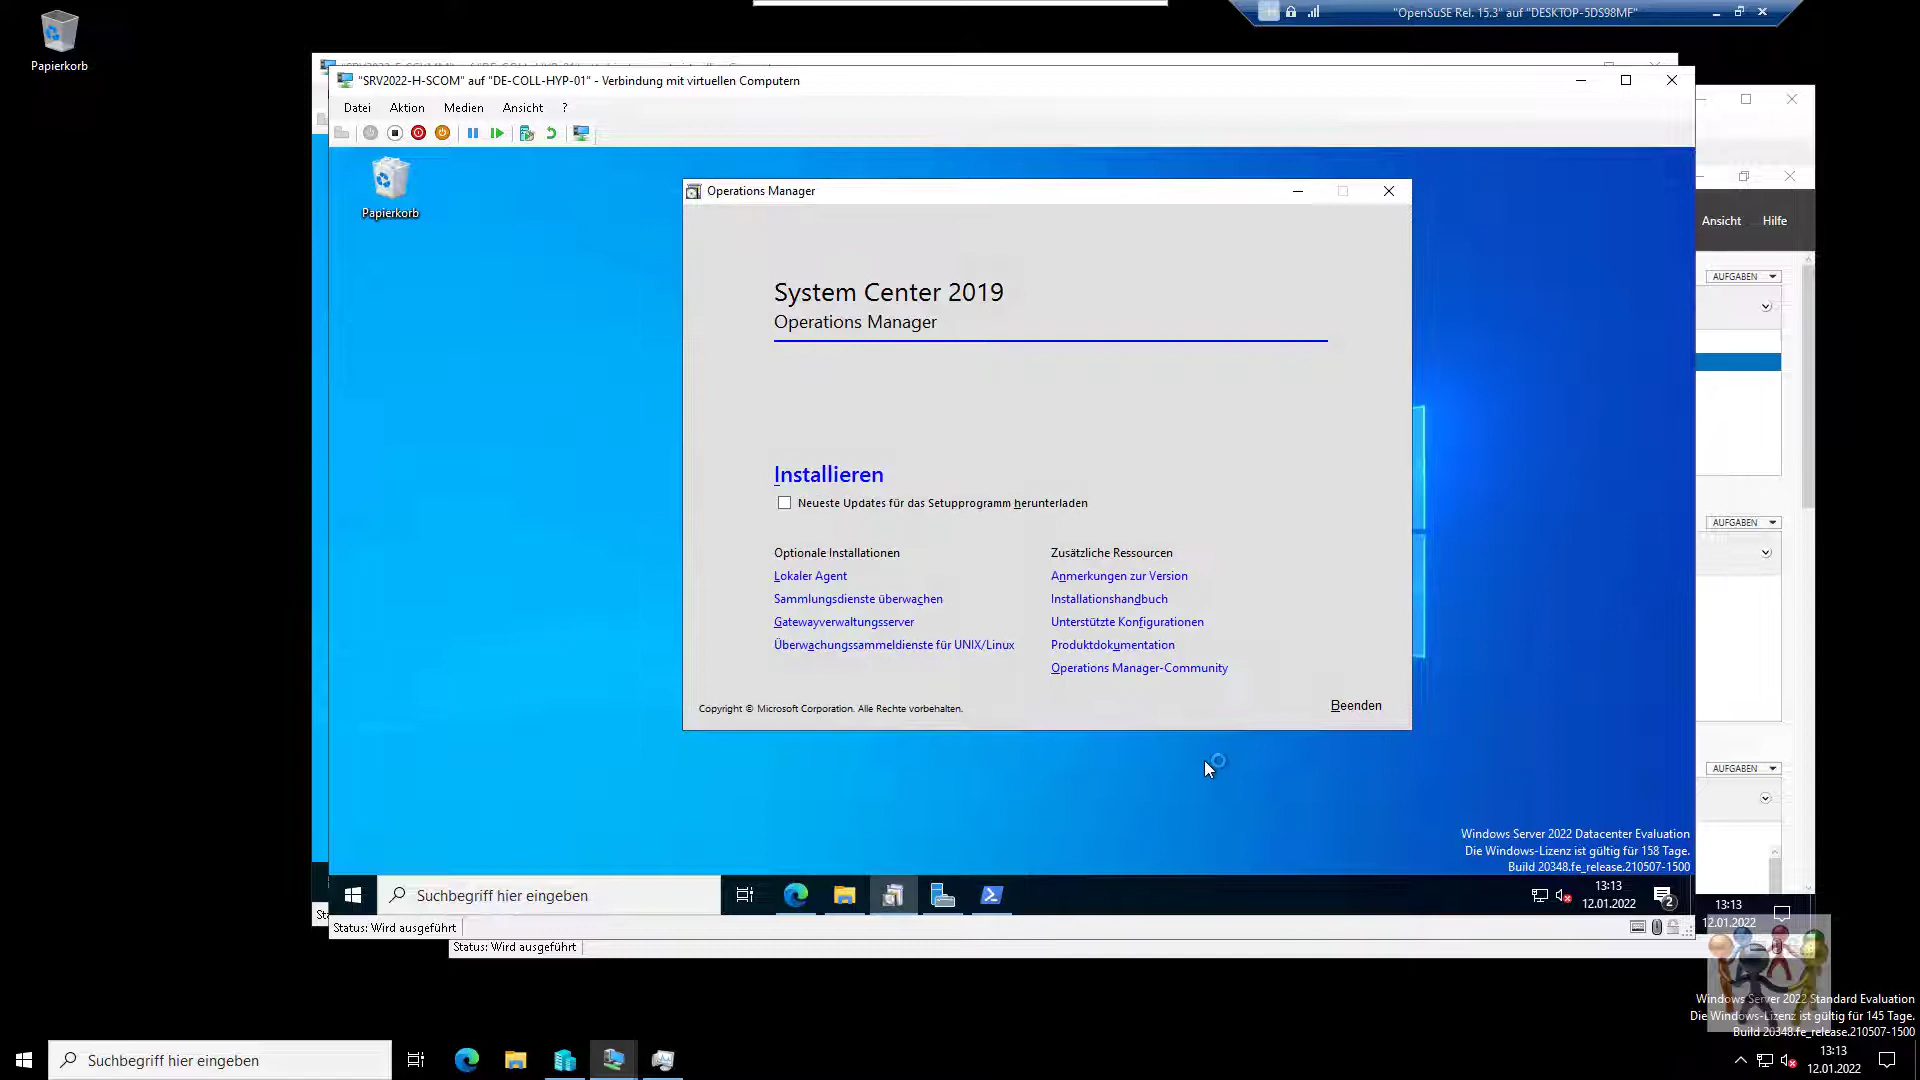 Papierkorb
"OpenSuSE Rel. 15.3" auf "DESKTOP-5DS98MF"
"SRV2022-H-SCOM" auf "DE-COLL-HYP-01" - Verbindung mit virtuellen Computern
Datei Aktion Medien Ansicht ?
Papierkorb
Operations Manager
Ansicht Hilfe
System Center 2019
Operations Manager
AUFGABEN
Installieren
Neueste Updates für das Setupprogramm herunterladen
AUFGABEN
Optionale Installationen
Lokaler Agent
Sammlungsdienste überwachen
Gatewayverwaltungsserver
Überwachungssammeldienste für UNIX/Linux
Zusätzliche Ressourcen
Anmerkungen zur Version
Installationshandbuch
Unterstützte Konfigurationen
Produktdokumentation
Operations Manager-Community
Copyright © Microsoft Corporation. Alle Rechte vorbehalten.
Beenden
AUFGABEN
Windows Server 2022 Datacenter Evaluation
Die Windows-Lizenz ist gültig für 158 Tage.
Build 20348.fe_release.210507-1500
Suchbegriff hier eingeben
13:13
12.01.2022
2
13:13
12.01.2022
Status: Wird ausgeführt
Status: Wird ausgeführt
Windows Server 2022 Standard Evaluation
Die Windows-Lizenz ist gültig für 145 Tage.
Build 20348.fe_release.210507-1500
Suchbegriff hier eingeben
13:13
12.01.2022